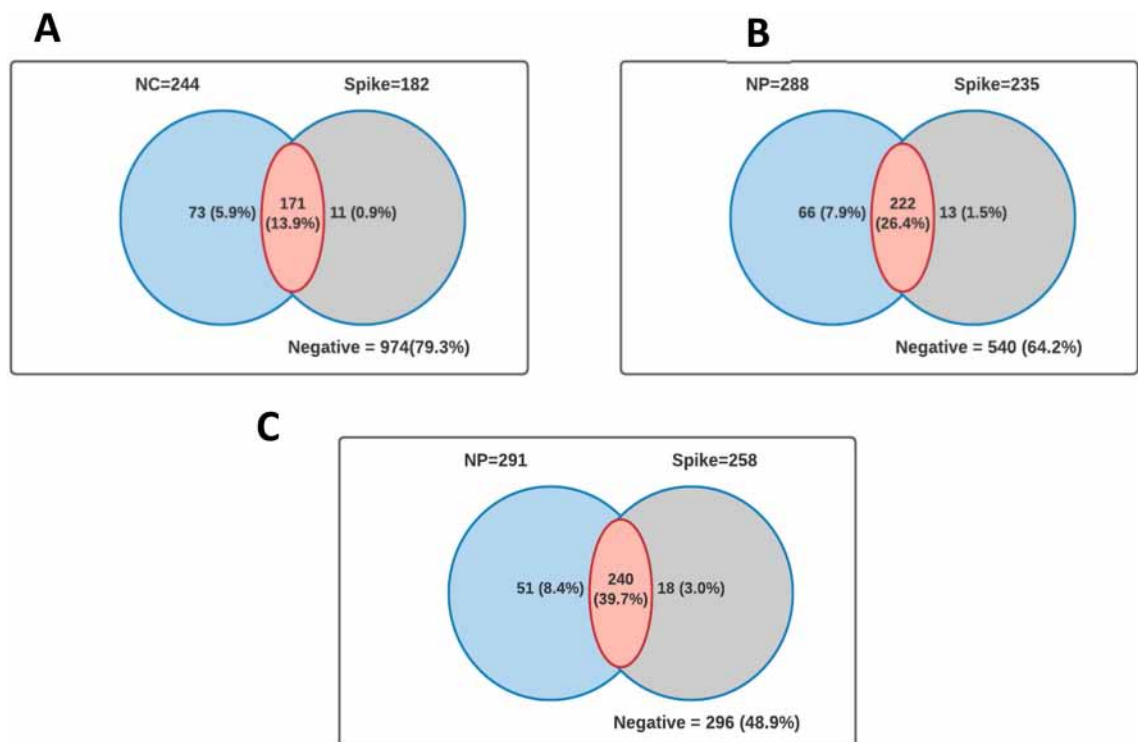 A
NC=244
Spike=182
73 (5.9%)
171
(13.9%)
11 (0.9%)
Negative = 974(79.3%)
B
NP=288
Spike=235
66 (7.9%)
222
(26.4%)
13 (1.5%)
Negative = 540 (64.2%)
C
NP=291
Spike=258
51 (8.4%)
240
(39.7%)
18 (3.0%)
Negative = 296 (48.9%)